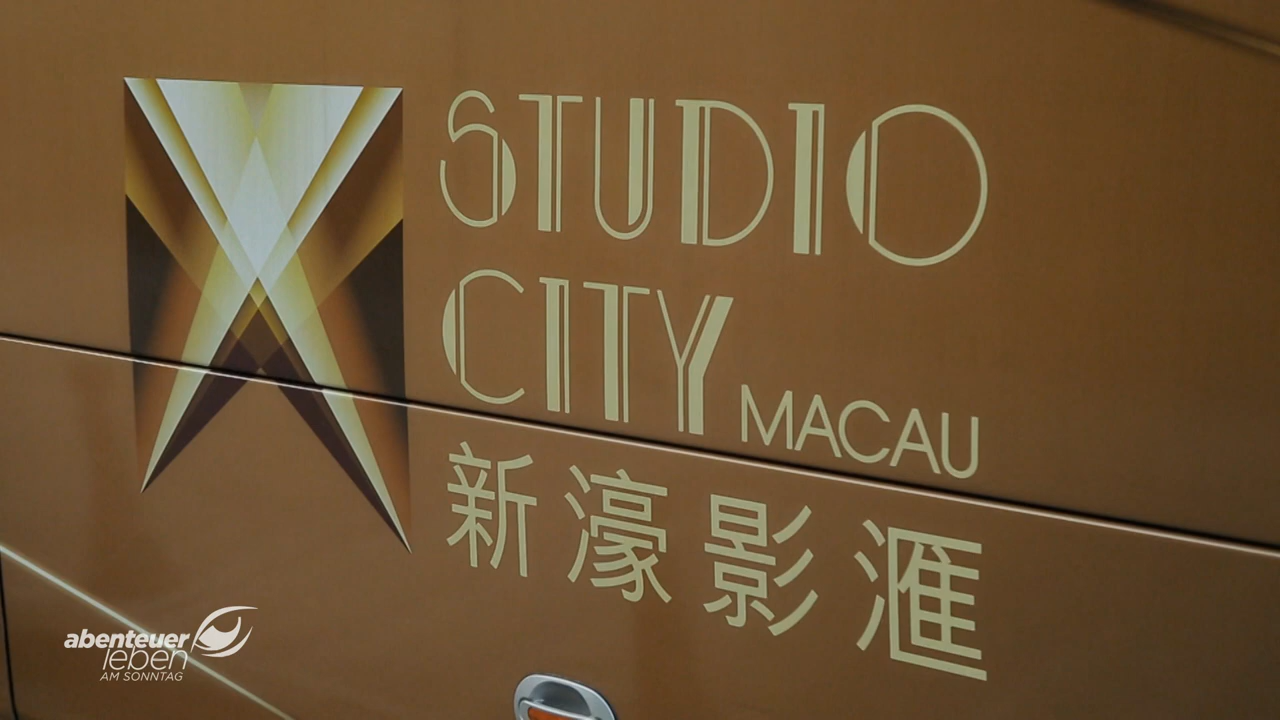 STUDIO
CITY MACAU
新濠影滙
abenteuer
leben
AM SONNTAG